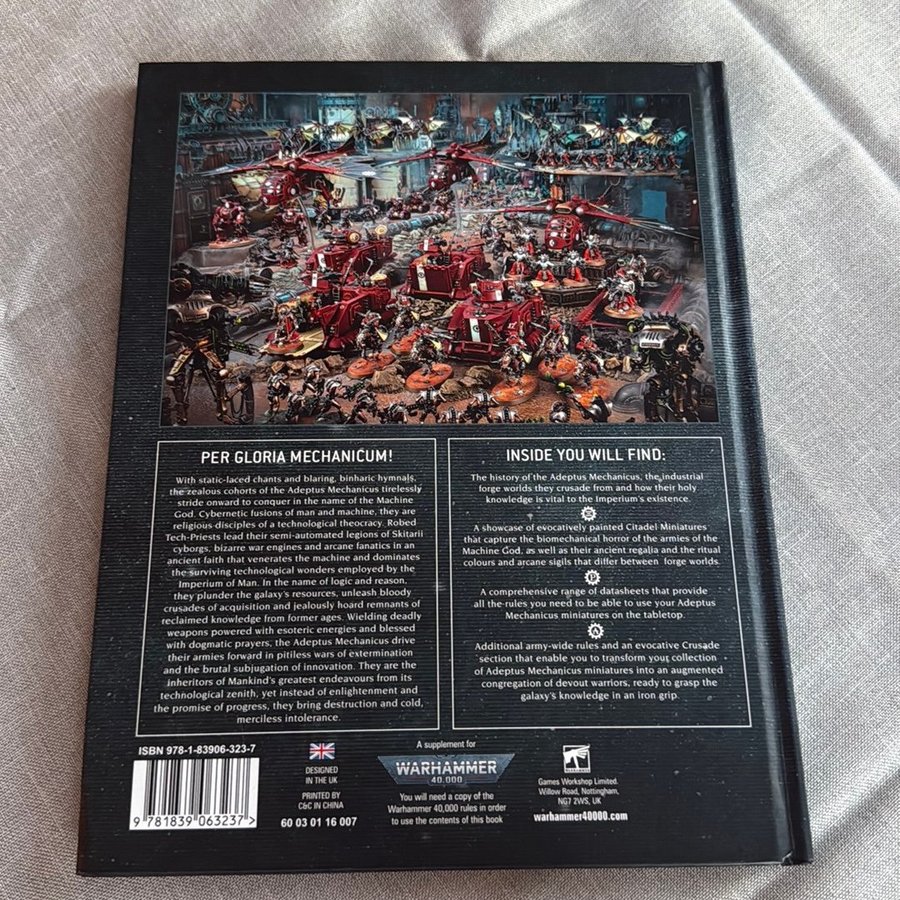 PER GLORIA MECHANICUM!
With static-laced chants and blaring, binharic hymnals,
the zealous cohorts of the Adeptus Mechanicus tirelessly
stride onward to conquer in the name of the Machine
God. Cybernetic fusions of man and machine, they are
religious disciples of a technological theocracy. Robed
Tech-Priests lead their semi-automated legions of Skitarii
cyborgs, bizarre war engines and arcane fanatics in an
ancient faith that venerates the machine and dominates
the surviving technological wonders employed by the
Imperium of Man. In the name of logic and reason,
they plunder the galaxy's resources, unleash bloody
crusades of acquisition and jealously hoard remnants of
reclaimed knowledge from former ages. Wielding deadly
weapons powered with esoteric energies and blessed
with dogmatic prayers, the Adeptus Mechanicus drive
their armies forward in pitiless wars of extermination
and the brutal subjugation of innovation. They are the
inheritors of Mankind's greatest endeavours from its
technological zenith, yet instead of enlightenment and
the promise of progress, they bring destruction and cold,
merciless intolerance.
INSIDE YOU WILL FIND:
The history of the Adeptus Mechanicus, the industrial
forge worlds they crusade from and how their holy
knowledge is vital to the Imperium's existence.
A showcase of evocatively painted Citadel Miniatures
that capture the biomechanical horror of the armies of the
Machine God, as well as their ancient regalia and the ritual
colours and arcane sigils that differ between forge worlds.
A comprehensive range of datasheets that provide
all the rules you need to be able to use your Adeptus
Mechanicus miniatures on the tabletop.
Additional army-wide rules and an evocative Crusade
section that enable you to transform your collection
of Adeptus Mechanicus miniatures into an augmented
congregation of devout warriors, ready to grasp the
galaxy's knowledge in an iron grip.
ISBN 978-1-83906-323-7
9 781839 063237>
DESIGNED
IN THE UK
PRINTED BY
C&C IN CHINA
60 03 01 16 007
A supplement for
WARHAMMER
40,000
You will need a copy of the
Warhammer 40,000 rules in order
to use the contents of this book
WARHAMMER
Games Workshop Limited.
Willow Road, Nottingham,
NG7 2WS, UK
warhammer40000.com